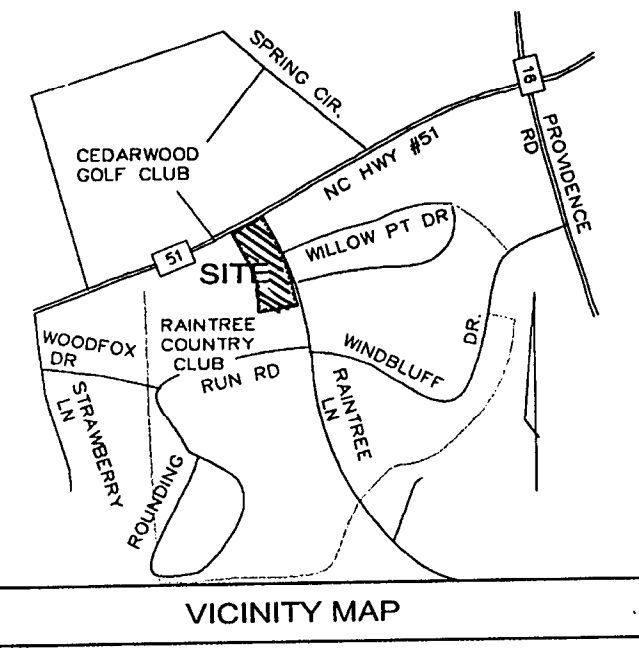 SPRING CIR.
16
CEDARWOOD
GOLF CLUB
NC HWY #51
PROVIDENCE
RD
51
WILLOW PT DR
SITE
WOODFOX
DR
RAINTREE
COUNTRY
CLUB
RUN RD
WINDBLUFF
DR.
STRAWBERRY
LN
RAINTREE
LN
ROUNDING
VICINITY MAP